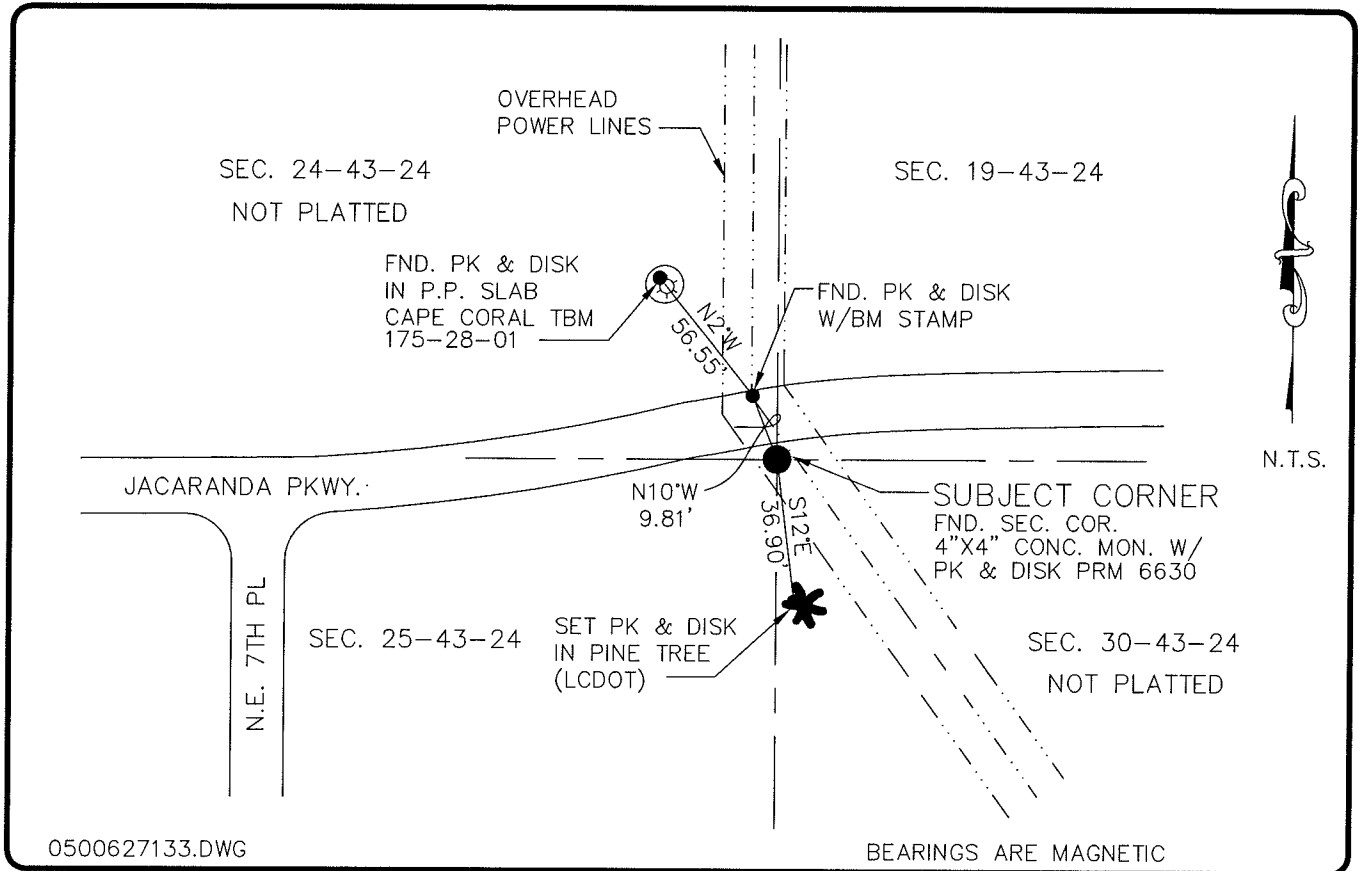 OVERHEAD
POWER LINES
SEC. 24-43-24
NOT PLATTED
SEC. 19-43-24
FND. PK & DISK
IN P.P. SLAB
CAPE CORAL TBM
175-28-01
N2°W
56.55'
FND. PK & DISK
W/BM STAMP
N.T.S.
JACARANDA PKWY.
N10°W
9.81'
SUBJECT CORNER
FND. SEC. COR.
4"X4" CONC. MON. W/
PK & DISK PRM 6630
S12°E
36.90'
N.E. 7TH PL
SEC. 25-43-24
SET PK & DISK
IN PINE TREE
(LCDOT)
SEC. 30-43-24
NOT PLATTED
0500627133.DWG
BEARINGS ARE MAGNETIC